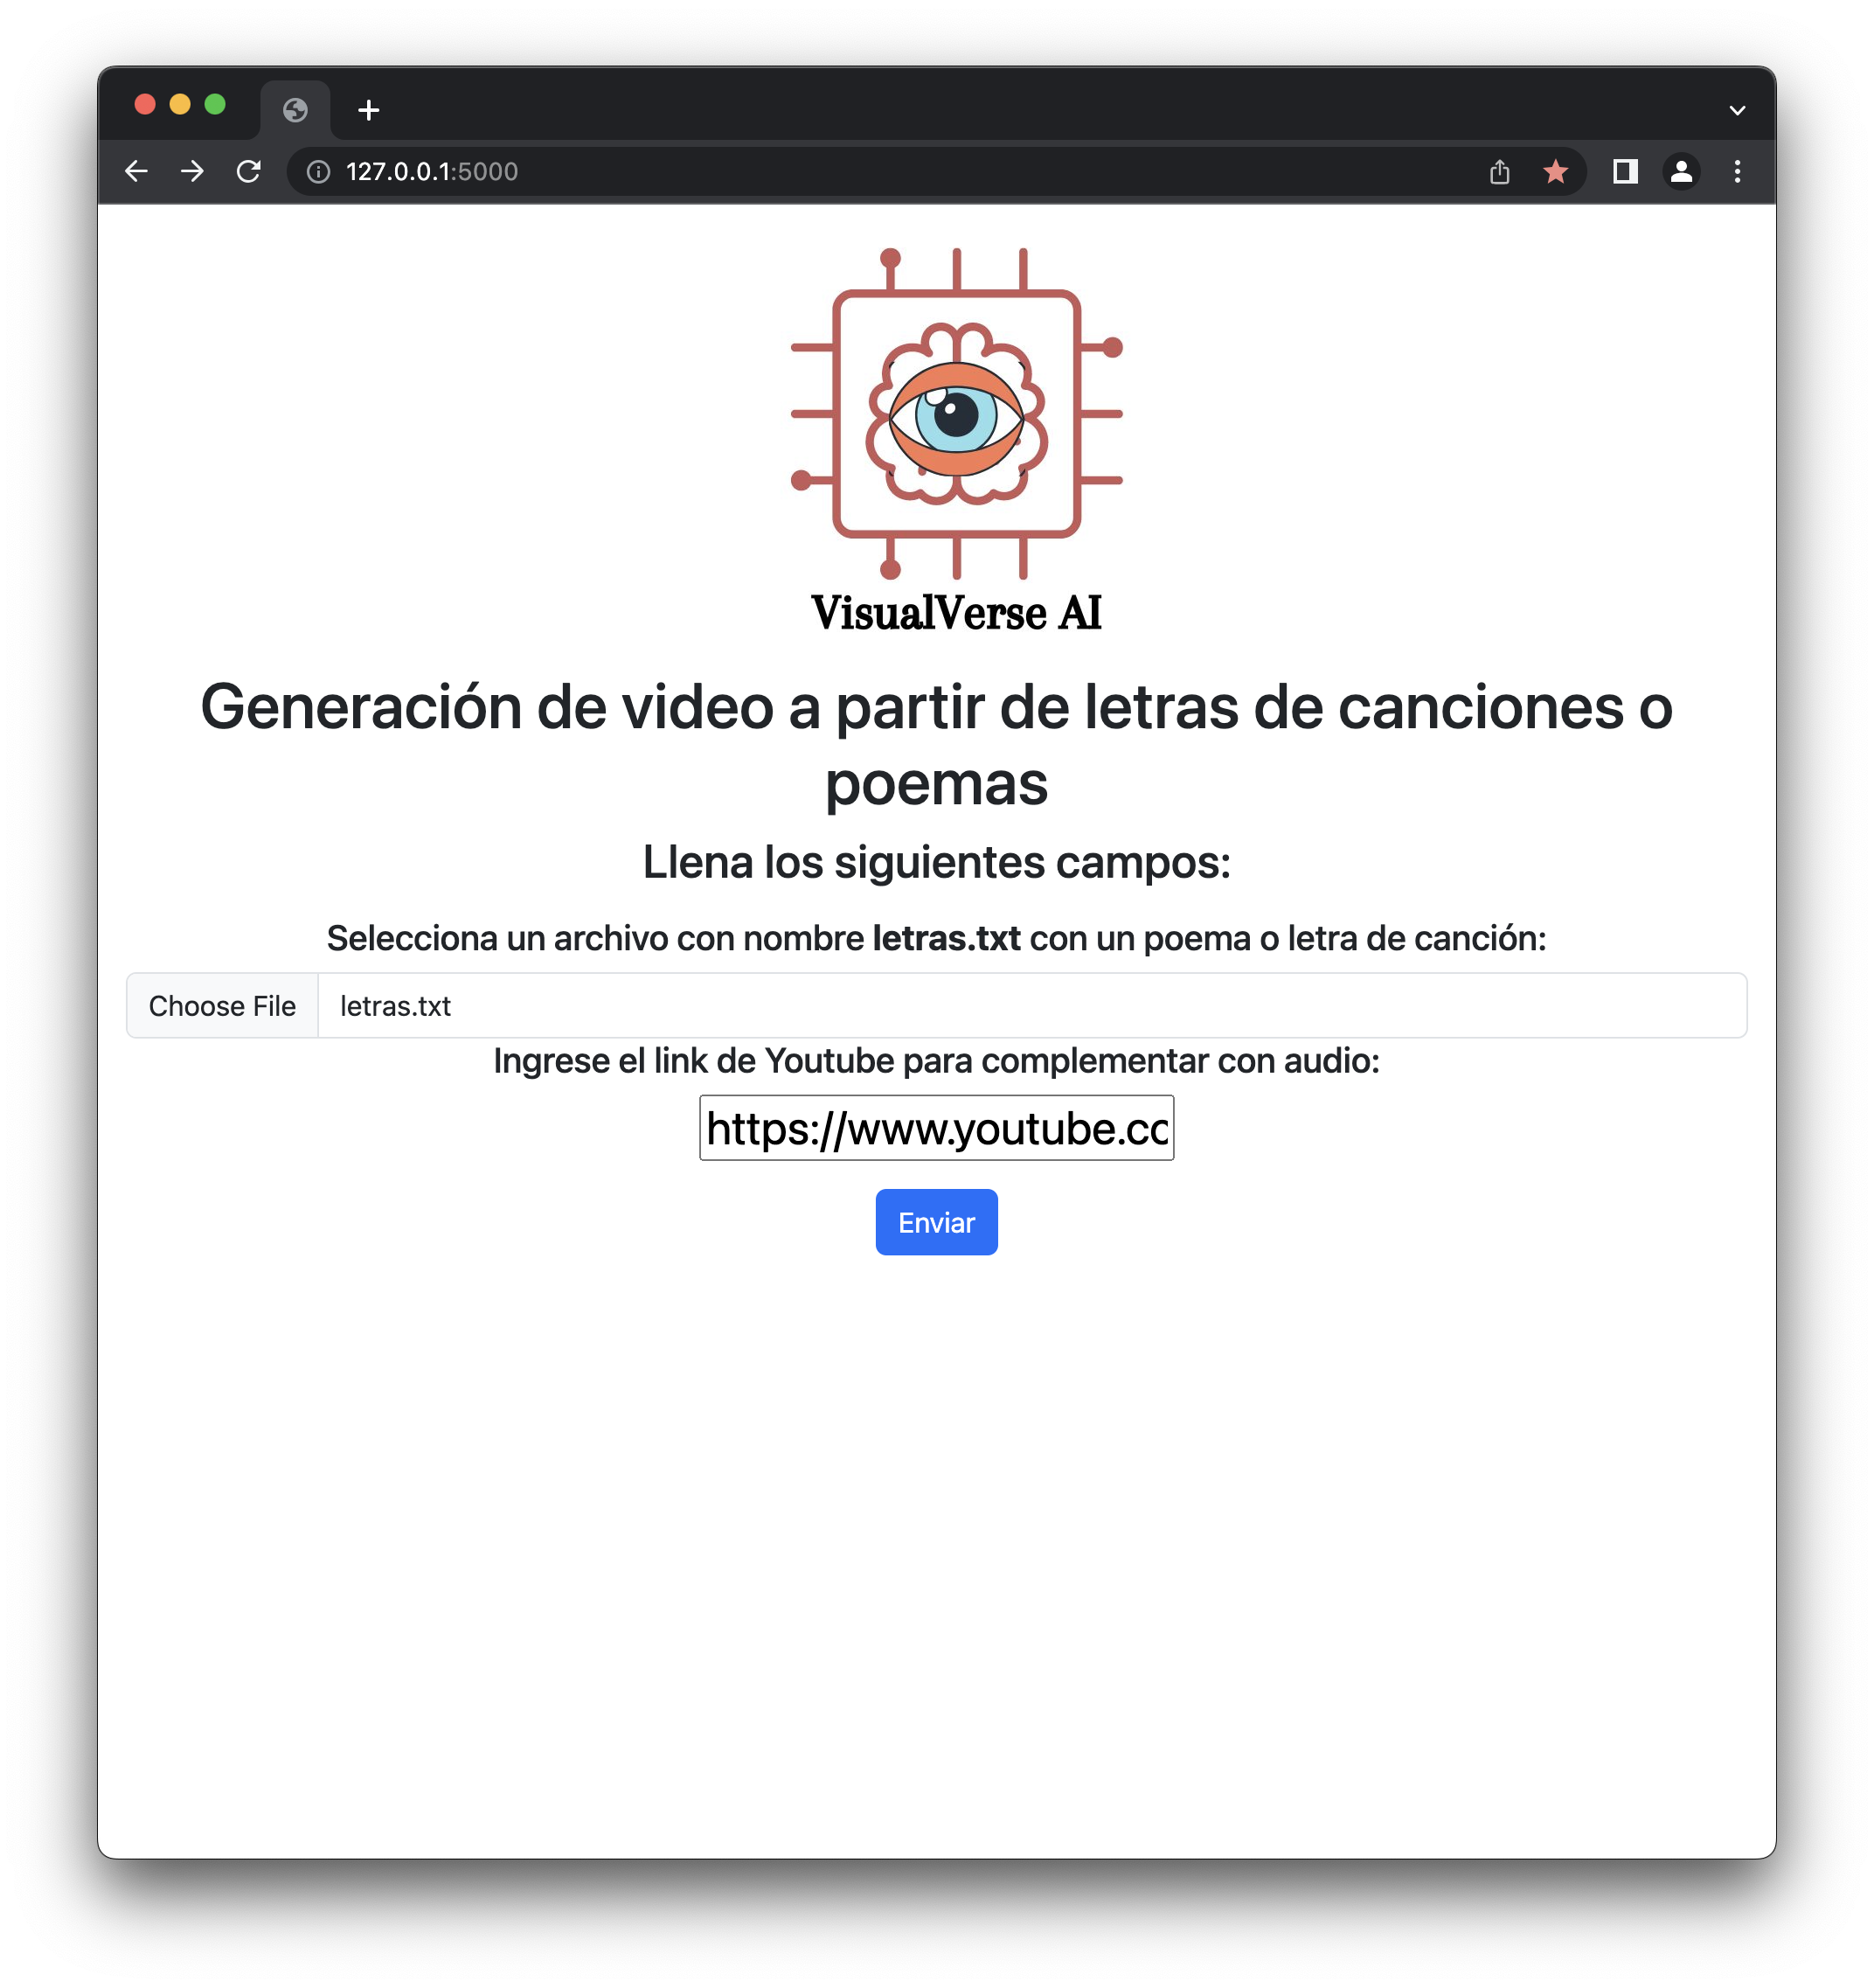 127.0.0.1:5000
VisualVerse AI
Generación de video a partir de letras de canciones o
poemas
Llena los siguientes campos:
Selecciona un archivo con nombre letras.txt con un poema o letra de canción:
Choose File letras.txt
Ingrese el link de Youtube para complementar con audio:
https://www.youtube.co
Enviar